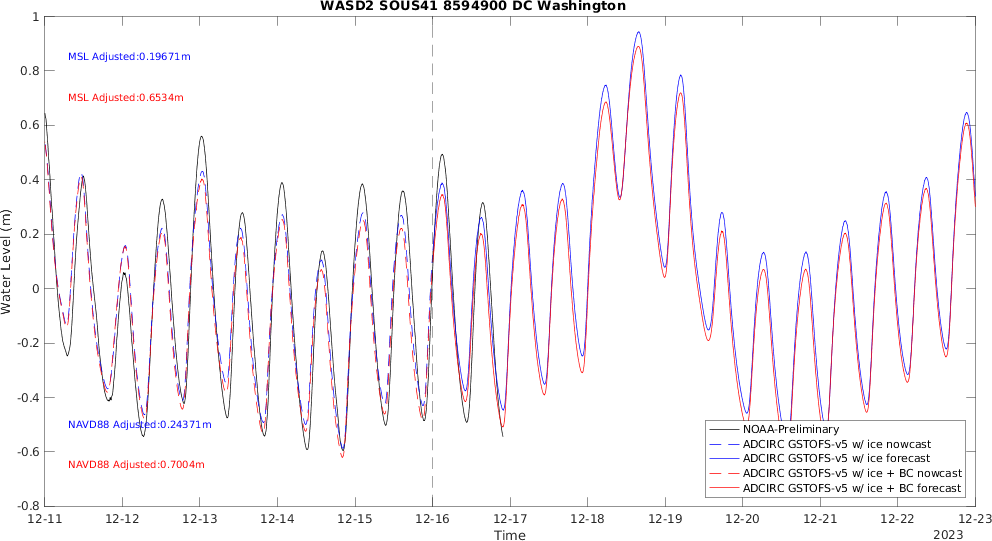 WASD2 SOUS41 8594900 DC Washington
1
0.8
0.6
0.4
0.2
0
-0.2
-0.4
-0.6
-0.8
Water Level (m)
MSL Adjusted:0.19671m
MSL Adjusted:0.6534m
NAVD88 Adjusted:0.24371m
NAVD88 Adjusted:0.7004m
NOAA-Preliminary
ADCIRC GSTOFS-v5 w/ ice nowcast
ADCIRC GSTOFS-v5 w/ ice forecast
ADCIRC GSTOFS-v5 w/ ice + BC nowcast
ADCIRC GSTOFS-v5 w/ ice + BC forecast
12-11 12-12 12-13 12-14 12-15 12-16 12-17 12-18 12-19 12-20 12-21 12-22 12-23
Time
2023